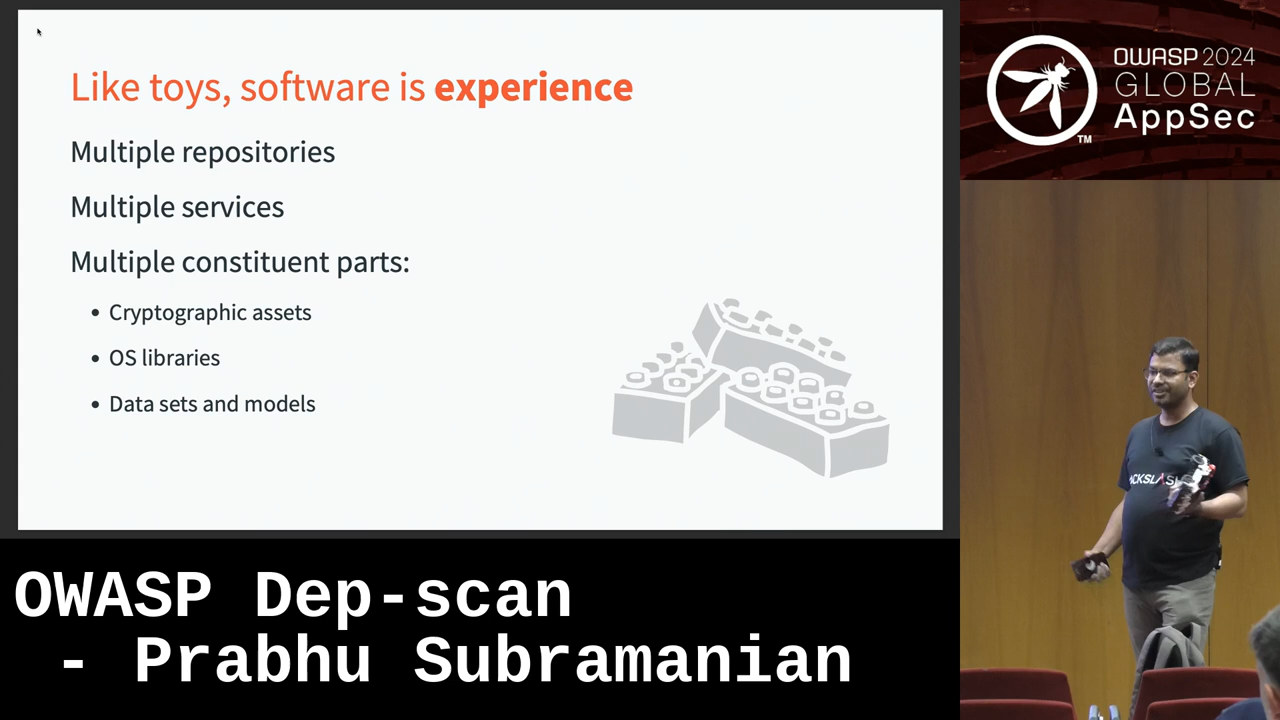 Like toys, software is experience
Multiple repositories
Multiple services
Multiple constituent parts:
• Cryptographic assets
• OS libraries
• Data sets and models
OWASP 2024
GLOBAL
AppSec
TM
OWASP Dep-scan
- Prabhu Subramanian